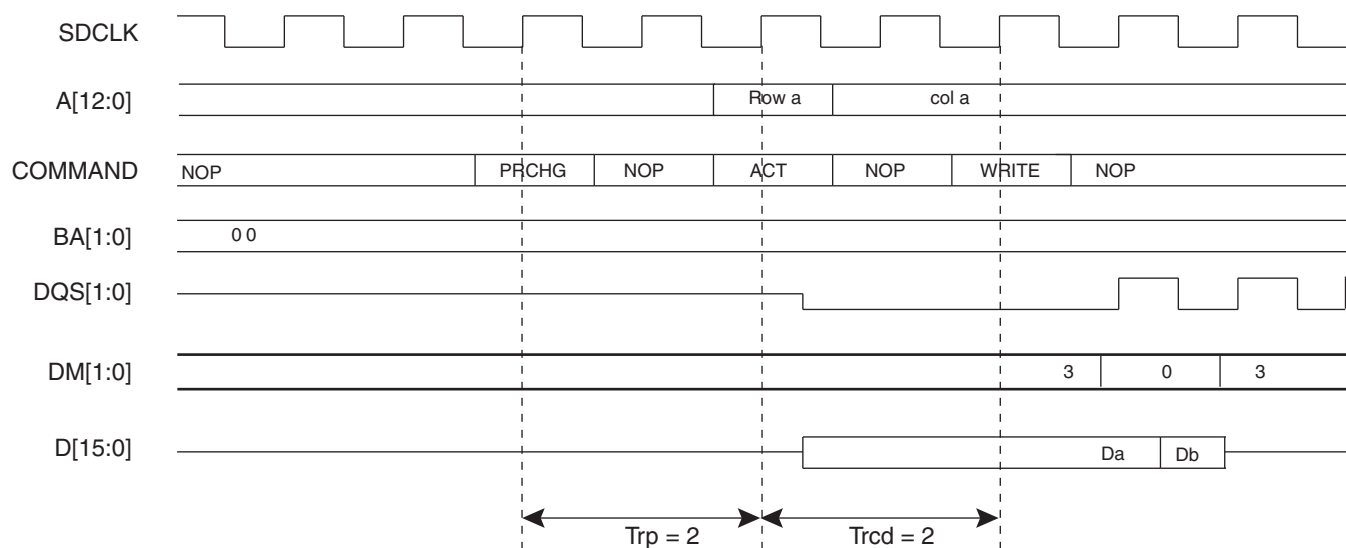 SDCLK
A[12:0] Row a col a
COMMAND NOP PRCHG NOP ACT NOP WRITE NOP
BA[1:0] 0 0
DQS[1:0]
DM[1:0] 3 0 3
D[15:0] Da Db
Trp = 2 Trcd = 2